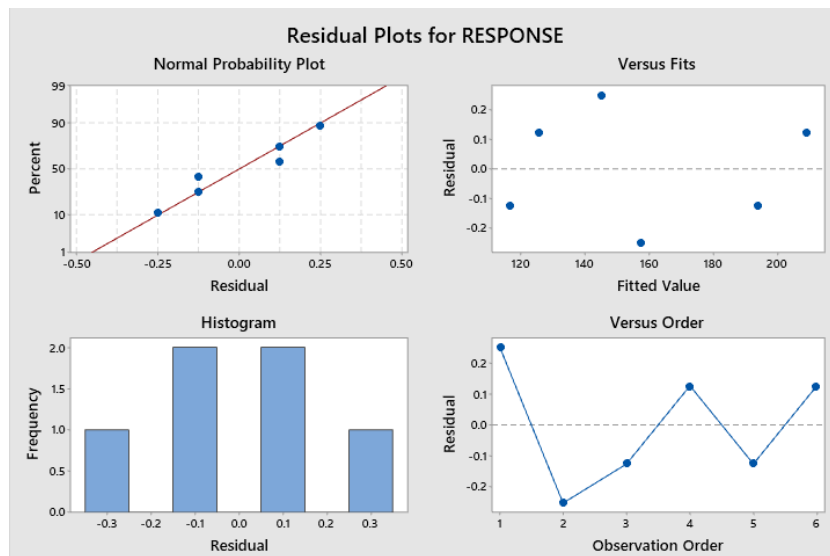 Residual Plots for RESPONSE
Normal Probability Plot
99
90
50
10
1
Percent
-0.50 -0.25 0.00 0.25 0.50
Residual
Versus Fits
0.2
0.1
0.0
-0.1
-0.2
Residual
120 140 160 180 200
Fitted Value
Histogram
2.0
1.5
1.0
0.5
0.0
Frequency
-0.3 -0.2 -0.1 0.0 0.1 0.2 0.3
Residual
Versus Order
0.2
0.1
0.0
-0.1
-0.2
Residual
1 2 3 4 5 6
Observation Order